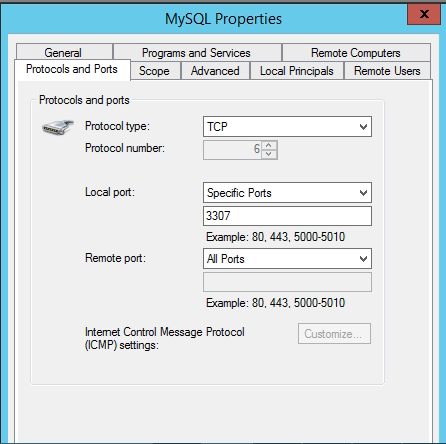 MySQL Properties
x
General
Programs and Services
Remote Computers
Protocols and Ports
Scope
Advanced
Local Principals
Remote Users
Protocols and ports
Protocol type:
TCP
Protocol number:
6
Local port:
Specific Ports
3307
Example: 80, 443, 5000-5010
Remote port:
All Ports
Example: 80, 443, 5000-5010
Internet Control Message Protocol
(ICMP) settings:
Customize...